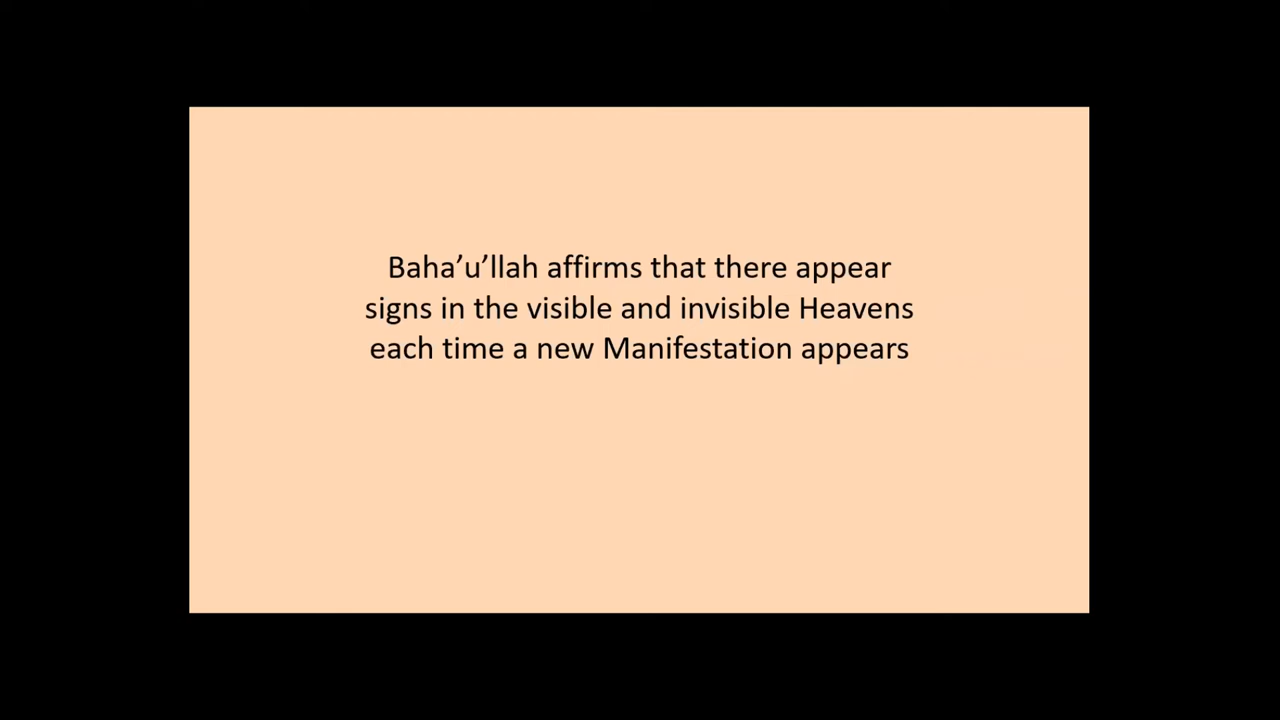 Baha’u’llah affirms that there appear
signs in the visible and invisible Heavens
each time a new Manifestation appears